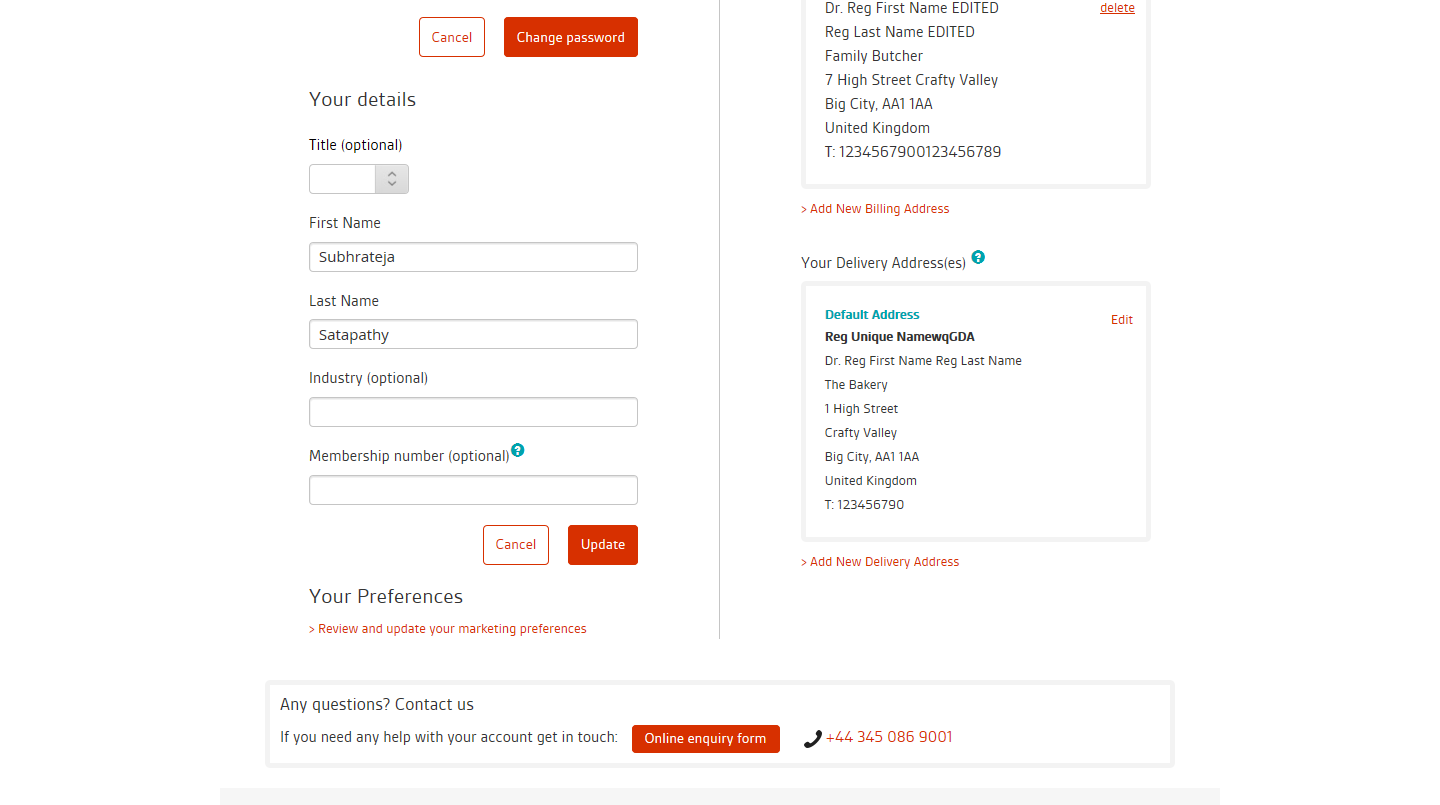 Cancel
Change password
Your details
Title (optional)
First Name
Subhrateja
Last Name
Satapathy
Industry (optional)
Membership number (optional)?
Cancel
Update
Your Preferences
> Review and update your marketing preferences
Dr. Reg First Name EDITED
delete
Reg Last Name EDITED
Family Butcher
7 High Street Crafty Valley
Big City, AA1 1AA
United Kingdom
T: 1234567900123456789
> Add New Billing Address
Your Delivery Address(es) ?
Default Address
Edit
Reg Unique NamewqGDA
Dr. Reg First Name Reg Last Name
The Bakery
1 High Street
Crafty Valley
Big City, AA1 1AA
United Kingdom
T: 123456790
> Add New Delivery Address
Any questions? Contact us
If you need any help with your account get in touch:
Online enquiry form
+44 345 086 9001